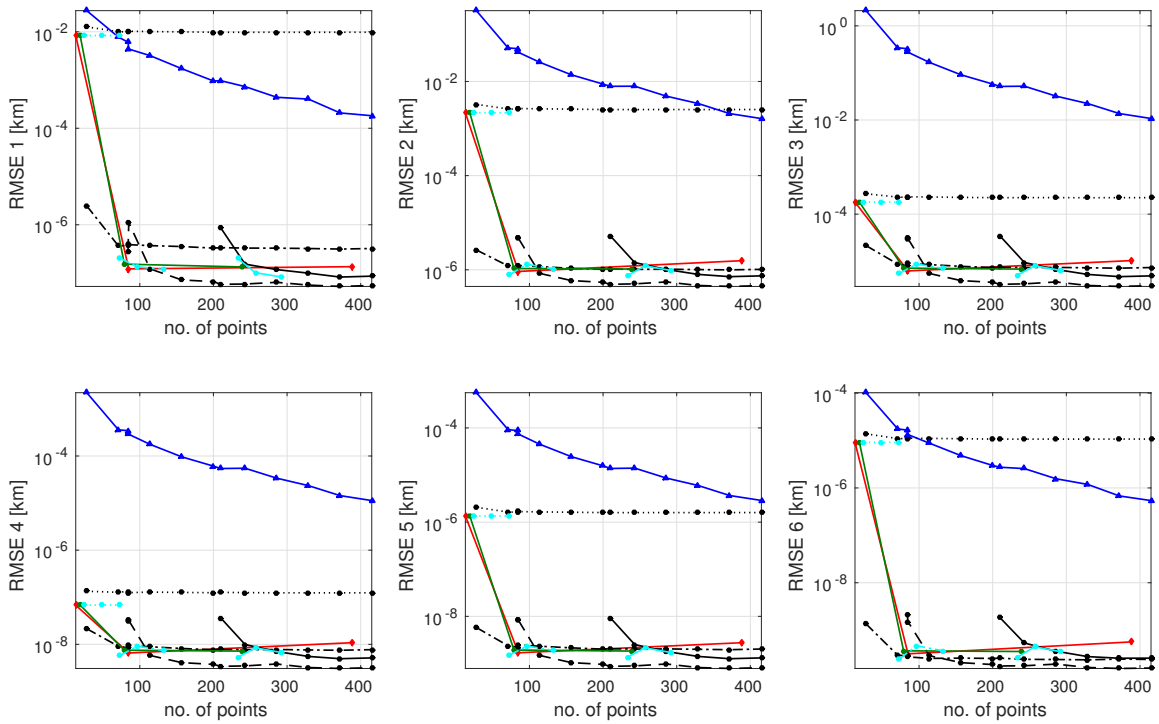 10^-2
10^-4
10^-6
RMSE 1 [km]
100 200 300 400
no. of points
10^-2
10^-4
10^-6
RMSE 2 [km]
100 200 300 400
no. of points
10^0
10^-2
10^-4
RMSE 3 [km]
100 200 300 400
no. of points
10^-4
10^-6
10^-8
RMSE 4 [km]
100 200 300 400
no. of points
10^-4
10^-6
10^-8
RMSE 5 [km]
100 200 300 400
no. of points
10^-4
10^-6
10^-8
RMSE 6 [km]
100 200 300 400
no. of points